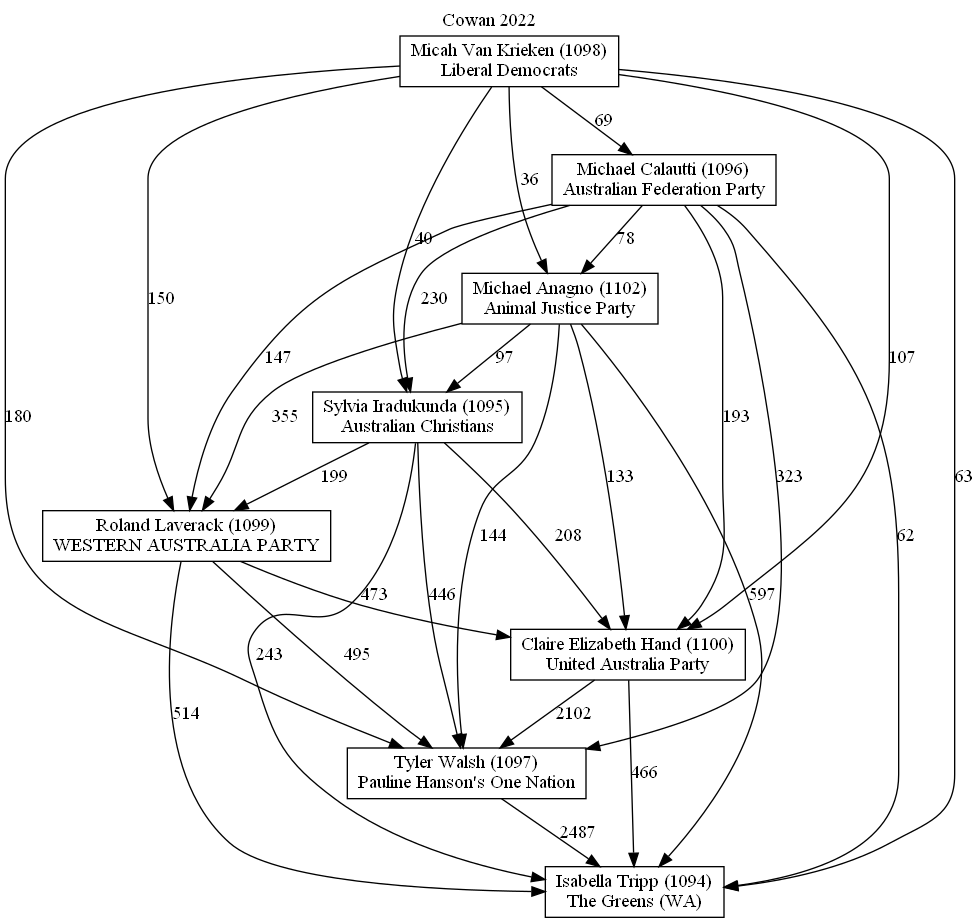 Cowan 2022
Micah Van Krieken (1098)
Liberal Democrats
69
Michael Calautti (1096)
Australian Federation Party
36
40
78
230
150
147
Michael Anagno (1102)
Animal Justice Party
97
107
355
193
180
Sylvia Iradukunda (1095)
Australian Christians
199
133
323
63
Roland Laverack (1099)
WESTERN AUSTRALIA PARTY
144
208
62
473
446
597
Claire Elizabeth Hand (1100)
United Australia Party
243
495
514
2102
Tyler Walsh (1097)
Pauline Hanson's One Nation
466
2487
Isabella Tripp (1094)
The Greens (WA)